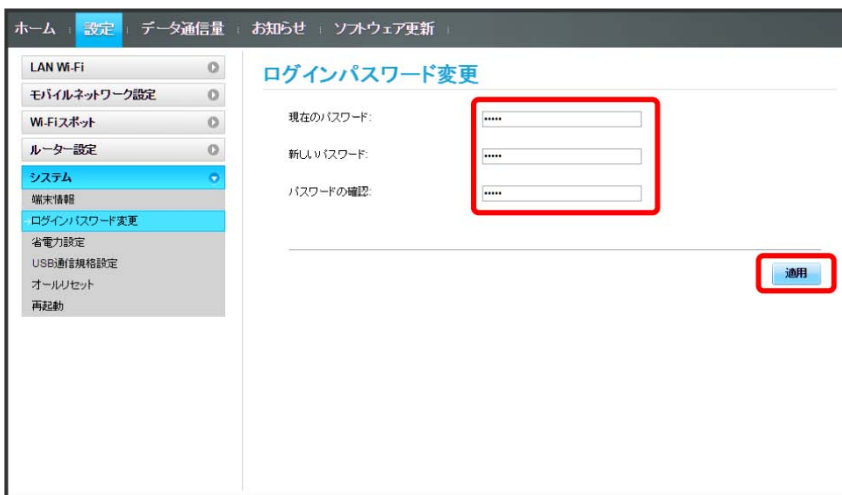 ホーム 設定 データ通信量 お知らせ ソフトウェア更新
LAN Wi-Fi
モバイルネットワーク設定
Wi-Fiスポット
ルーター設定
システム
端末情報
ログインパスワード変更
省電力設定
USB通信規格設定
オールリセット
再起動
ログインパスワード変更
現在のパスワード: •••••
新しいパスワード: •••••
パスワードの確認: •••••
適用